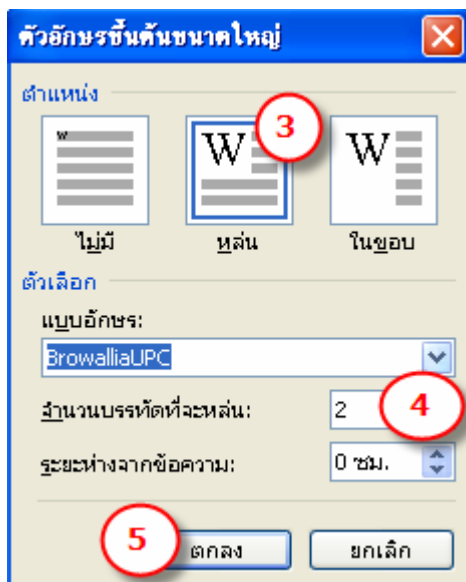 ตัวอักษรขึ้นต้นขนาดใหญ่
ตำแหน่ง
W W W 3
ไม่มี หล่น ในขอบ
ตัวเลือก
แบบอักษร:
BrowalliaUPC
จำนวนบรรทัดที่จะหล่น: 2 4
ระยะห่างจากข้อความ: 0 ซม.
5 ตกลง ยกเลิก